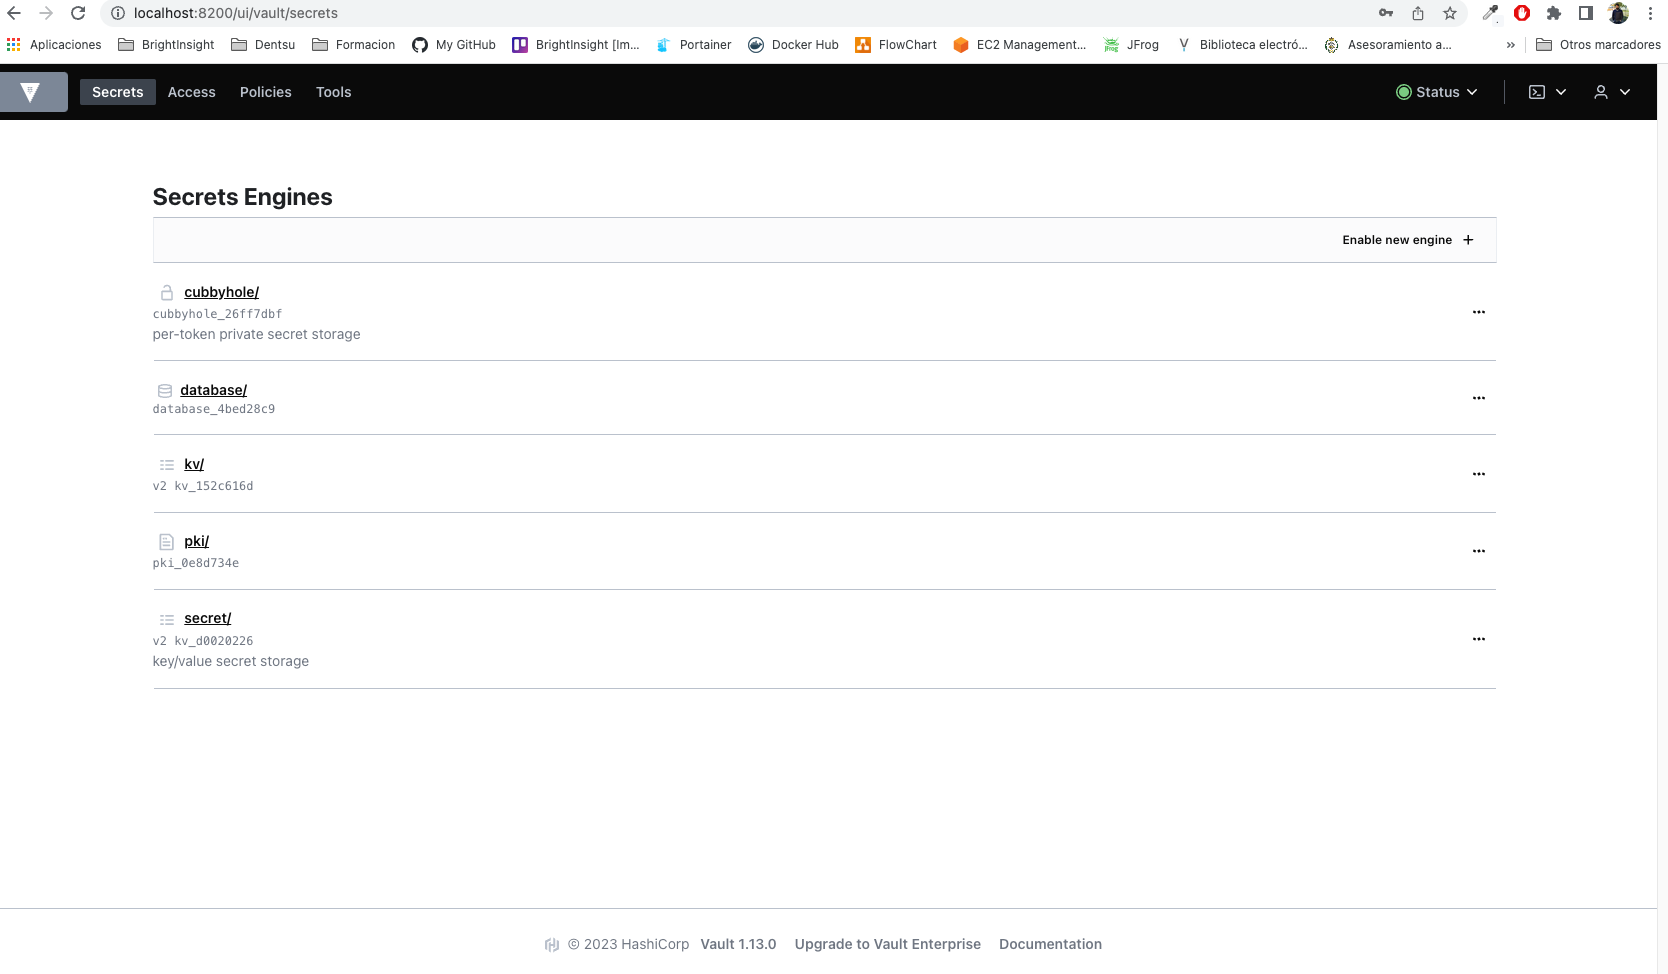 localhost:8200/ui/vault/secrets
Aplicaciones BrightInsight Dentsu Formacion My GitHub BrightInsight [Im... Portainer Docker Hub FlowChart EC2 Management... JFrog Biblioteca electró... Asesoramiento a... » Otros marcadores
Secrets Access Policies Tools Status
Secrets Engines
Enable new engine +
cubbyhole/
cubbyhole_26ff7dbf
per-token private secret storage
database/
database_4bed28c9
kv/
v2 kv_152c616d
pki/
pki_0e8d734e
secret/
v2 kv_d0020226
key/value secret storage
© 2023 HashiCorp Vault 1.13.0 Upgrade to Vault Enterprise Documentation